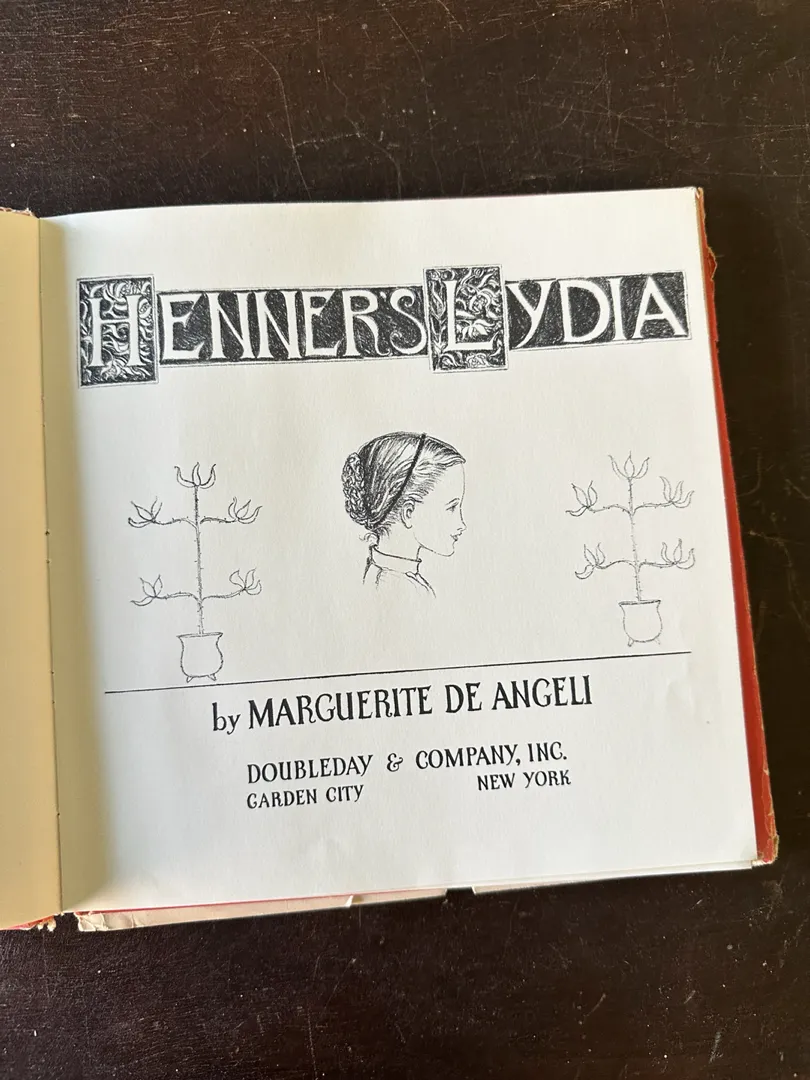 HENNER'S LYDIA
by MARGUERITE DE ANGELI
DOUBLEDAY & COMPANY, INC.
GARDEN CITY NEW YORK